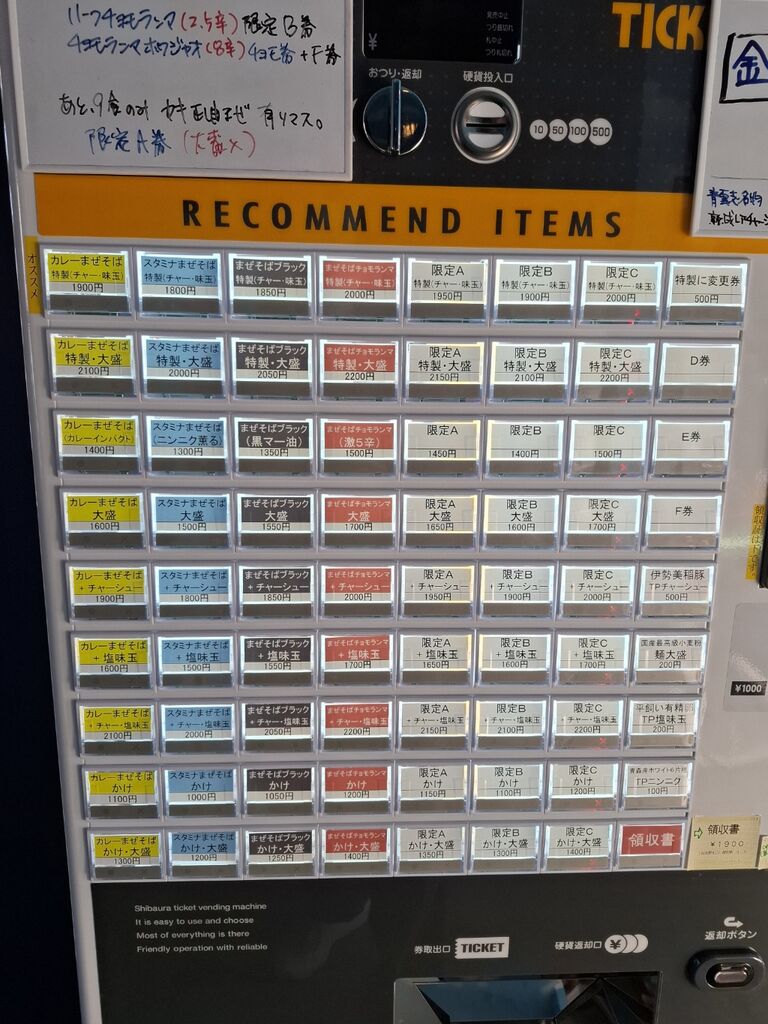 (2.5辛) 限定B券
(8辛) +F券
限定A券 (大盛×)
発売中止
つり銭切れ
札中止
つり札切れ
¥
TICK
金
おつり・返却
硬貨投入口
10 50 100 500
RECOMMEND ITEMS
オススメ
カレーまぜそば
特製(チャー・味玉)
1900円
スタミナまぜそば
特製(チャー・味玉)
1800円
まぜそばブラック
特製(チャー・味玉)
1850円
まぜそばチョモランマ
特製(チャー・味玉)
2000円
限定A
特製(チャー・味玉)
1950円
限定B
特製(チャー・味玉)
1900円
限定C
特製(チャー・味玉)
2000円
特製に変更券
500円
カレーまぜそば
特製・大盛
2100円
スタミナまぜそば
特製・大盛
2000円
まぜそばブラック
特製・大盛
2050円
まぜそばチョモランマ
特製・大盛
2200円
限定A
特製・大盛
2150円
限定B
特製・大盛
2100円
限定C
特製・大盛
2200円
D券
カレーまぜそば
(カレーインパクト)
1400円
スタミナまぜそば
(ニンニク薫る)
1300円
まぜそばブラック
(黒マー油)
1350円
まぜそばチョモランマ
(激5辛)
1500円
限定A
1450円
限定B
1400円
限定C
1500円
E券
カレーまぜそば
大盛
1600円
スタミナまぜそば
大盛
1500円
まぜそばブラック
大盛
1550円
まぜそばチョモランマ
大盛
1700円
限定A
大盛
1650円
限定B
大盛
1600円
限定C
大盛
1700円
F券
カレーまぜそば
+チャーシュー
1900円
スタミナまぜそば
+チャーシュー
1800円
まぜそばブラック
+チャーシュー
1850円
まぜそばチョモランマ
+チャーシュー
2000円
限定A
+チャーシュー
1950円
限定B
+チャーシュー
1900円
限定C
+チャーシュー
2000円
伊勢美稲豚
TPチャーシュー
500円
カレーまぜそば
+塩味玉
1600円
スタミナまぜそば
+塩味玉
1500円
まぜそばブラック
+塩味玉
1550円
まぜそばチョモランマ
+塩味玉
1700円
限定A
+塩味玉
1650円
限定B
+塩味玉
1600円
限定C
+塩味玉
1700円
国産最高級小麦粉
麺大盛
200円
カレーまぜそば
+チャー・塩味玉
2100円
スタミナまぜそば
+チャー・塩味玉
2000円
まぜそばブラック
+チャー・塩味玉
2050円
まぜそばチョモランマ
+チャー・塩味玉
2200円
限定A
+チャー・塩味玉
2150円
限定B
+チャー・塩味玉
2100円
限定C
+チャー・塩味玉
2200円
平飼い有精卵
TP塩味玉
200円
カレーまぜそば
かけ
1100円
スタミナまぜそば
かけ
1000円
まぜそばブラック
かけ
1050円
まぜそばチョモランマ
かけ
1200円
限定A
かけ
1150円
限定B
かけ
1100円
限定C
かけ
1200円
青森産ホワイト6片種
TPニンニク
100円
カレーまぜそば
かけ・大盛
1300円
スタミナまぜそば
かけ・大盛
1200円
まぜそばブラック
かけ・大盛
1250円
まぜそばチョモランマ
かけ・大盛
1400円
限定A
かけ・大盛
1350円
限定B
かけ・大盛
1300円
限定C
かけ・大盛
1400円
領収書
領収書
¥1900
¥1000
Shibaura ticket vending machine
It is easy to use and choose
Most of everything is there
Friendly operation with reliable
券取出口 TICKET
硬貨返却口 ¥
返却ボタン